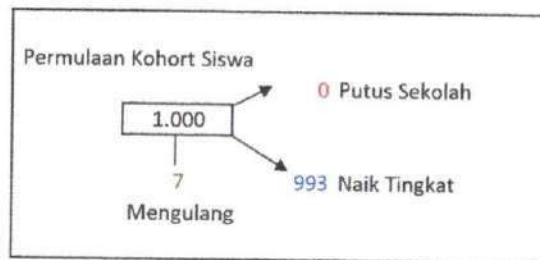 Permulaan Kohort Siswa
0 Putus Sekolah
1.000
7
993 Naik Tingkat
Mengulang